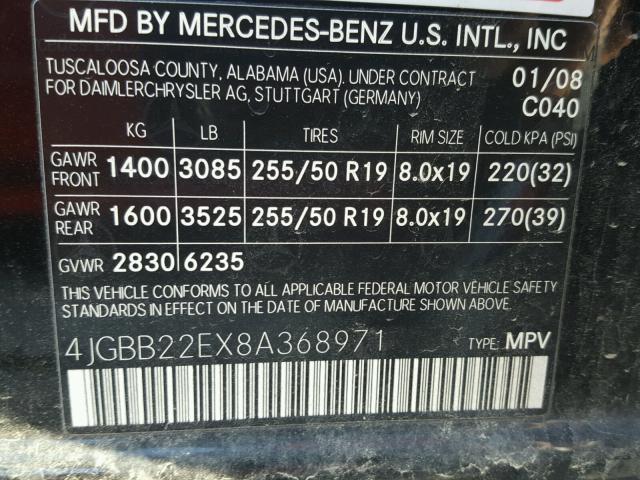 MFD BY MERCEDES-BENZ U.S. INTL., INC
TUSCALOOSA COUNTY, ALABAMA (USA). UNDER CONTRACT 01/08
FOR DAIMLERCHRYSLER AG, STUTTGART (GERMANY) C040
KG LB TIRES RIM SIZE COLD KPA (PSI)
GAWR FRONT 1400 3085 255/50 R19 8.0x19 220(32)
GAWR REAR 1600 3525 255/50 R19 8.0x19 270(39)
GVWR 2830 6235
THIS VEHICLE CONFORMS TO ALL APPLICABLE FEDERAL MOTOR VEHICLE SAFETY
STANDARDS IN EFFECT ON THE DATE OF MANUFACTURE SHOWN ABOVE.
4JGBB22EX8A368971 TYPE: MPV